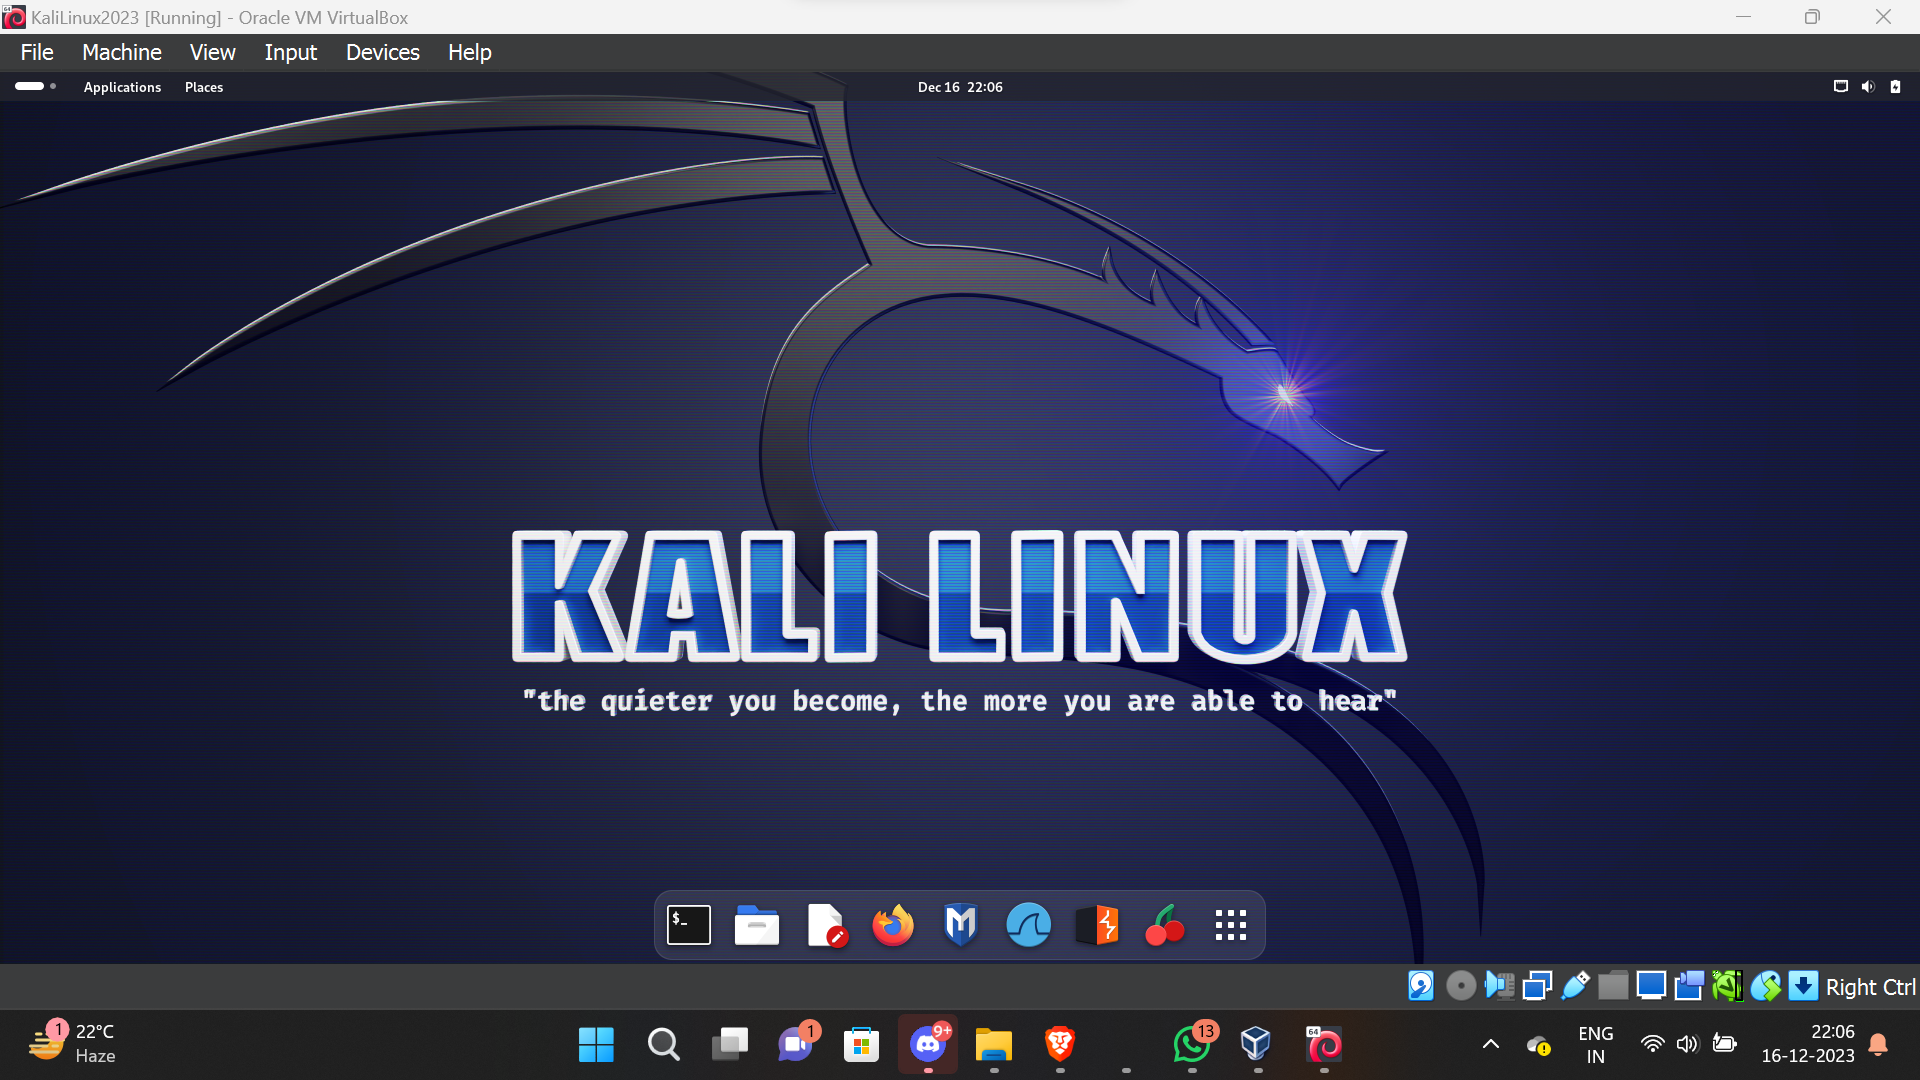 KaliLinux2023 [Running] - Oracle VM VirtualBox
File Machine View Input Devices Help
Applications Places Dec 16 22:06
KALI LINUX
"the quieter you become, the more you are able to hear"
$_
M
Right Ctrl
1 22°C
Haze
1
9+
13
64
ENG
IN
22:06
16-12-2023